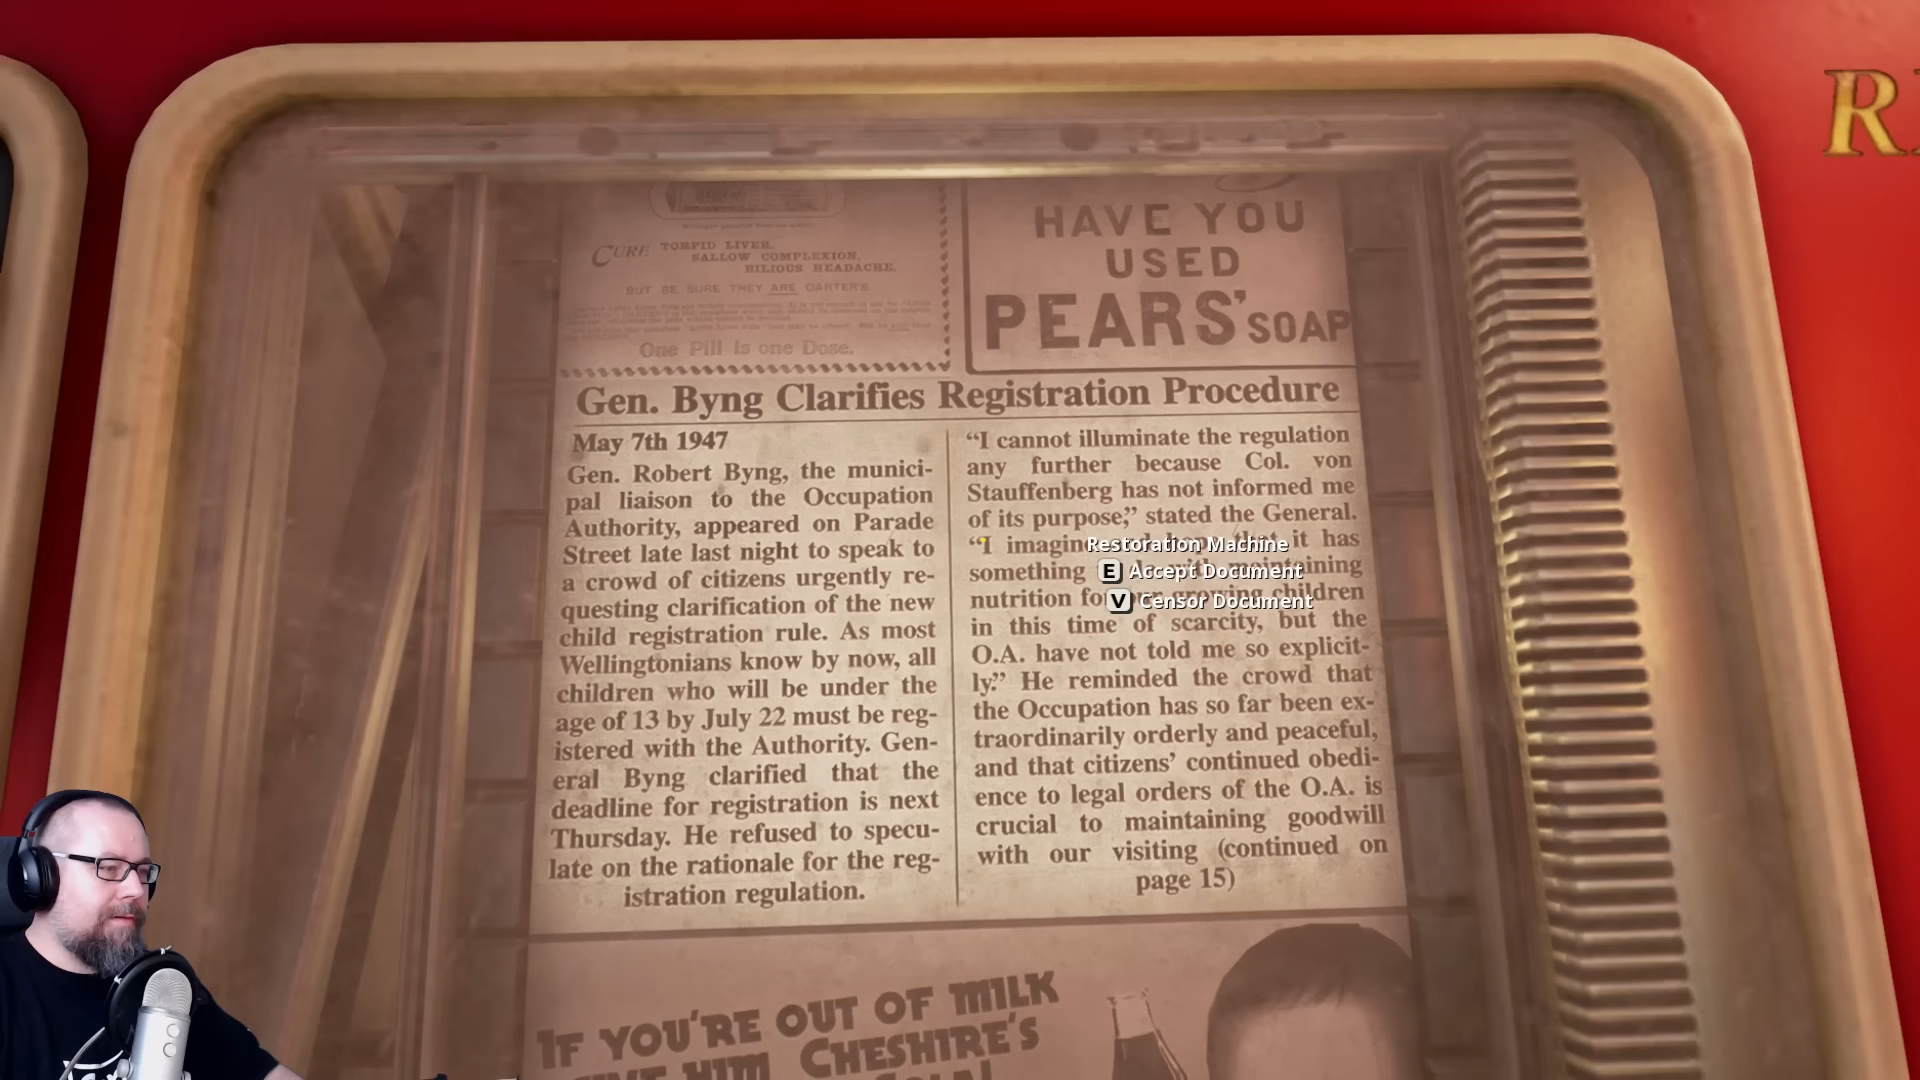 R
CURE TORPID LIVER,
SALLOW COMPLEXION,
BILIOUS HEADACHE.
BUT BE SURE THEY ARE CARTER'S
One Pill is one Dose.
HAVE YOU
USED
PEARS' SOAP
Gen. Byng Clarifies Registration Procedure
May 7th 1947
Gen. Robert Byng, the munici-
pal liaison to the Occupation
Authority, appeared on Parade
Street late last night to speak to
a crowd of citizens urgently re-
questing clarification of the new
child registration rule. As most
Wellingtonians know by now, all
children who will be under the
age of 13 by July 22 must be reg-
istered with the Authority. Gen-
eral Byng clarified that the
deadline for registration is next
Thursday. He refused to specu-
late on the rationale for the reg-
istration regulation.
“I cannot illuminate the regulation
any further because Col. von
Stauffenberg has not informed me
of its purpose,” stated the General.
“I imagine it has
something maintaining
nutrition for our growing children
in this time of scarcity, but the
O.A. have not told me so explicit-
ly.” He reminded the crowd that
the Occupation has so far been ex-
traordinarily orderly and peaceful,
and that citizens’ continued obedi-
ence to legal orders of the O.A. is
crucial to maintaining goodwill
with our visiting (continued on
page 15)
Restoration Machine
E Accept Document
V Censor Document
IF YOU'RE OUT OF MILK
GIVE HIM CHESHIRE'S